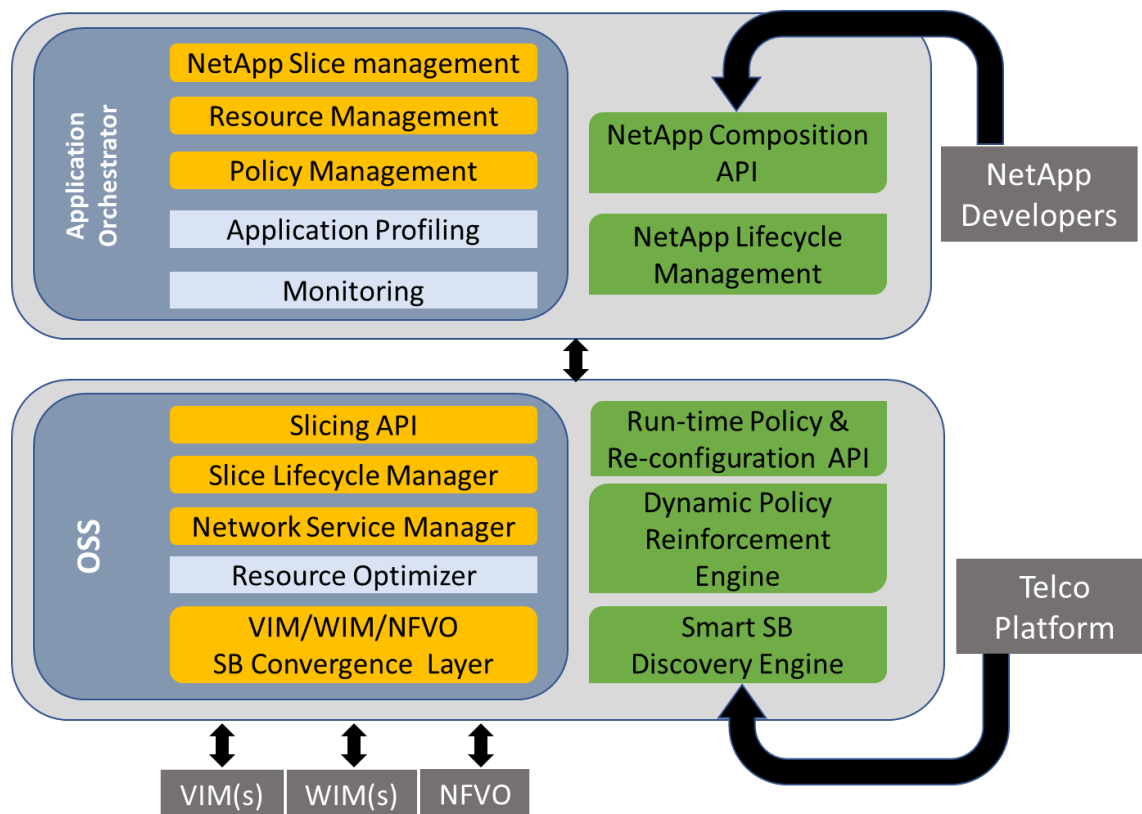 Application
Orchestrator
NetApp Slice management
Resource Management
Policy Management
Application Profiling
Monitoring
NetApp Composition
API
NetApp Lifecycle
Management
NetApp
Developers
OSS
Slicing API
Slice Lifecycle Manager
Network Service Manager
Resource Optimizer
VIM/WIM/NFVO
SB Convergence Layer
Run-time Policy &
Re-configuration API
Dynamic Policy
Reinforcement
Engine
Smart SB
Discovery Engine
Telco
Platform
VIM(s)
WIM(s)
NFVO